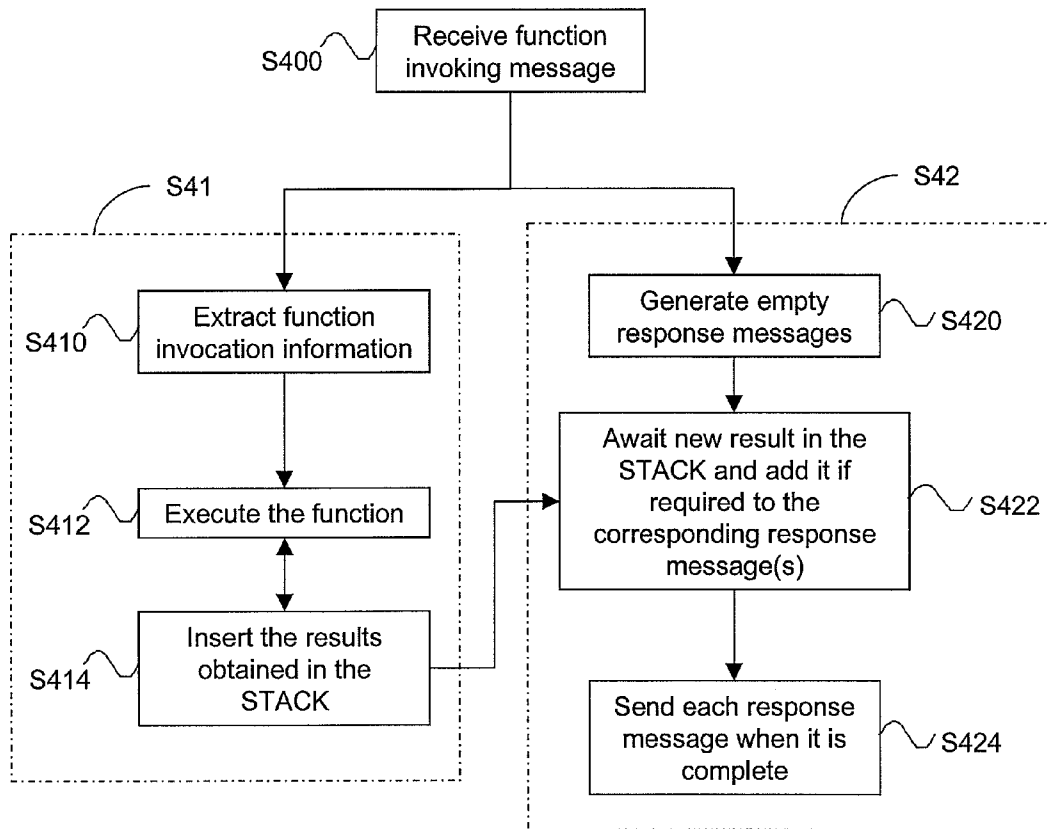 Receive function
invoking message
S400
S41
S42
Extract function
invocation information
S410
Generate empty
response messages
S420
Execute the function
S412
Await new result in the
STACK and add it if
required to the
corresponding response
message(s)
S422
Insert the results
obtained in the
STACK
S414
Send each response
message when it is
complete
S424